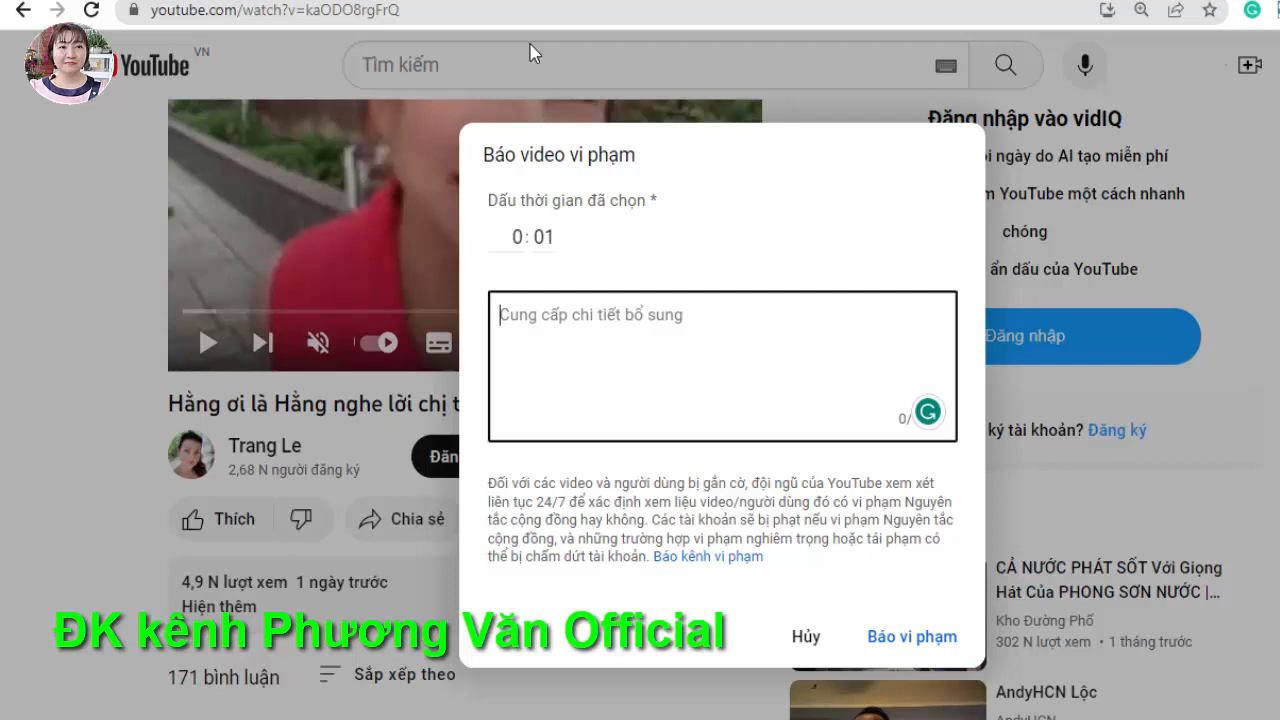 youtube.com/watch?v=kaODO8rgFrQ
YouTube VN
Tìm kiếm
Báo video vi phạm
Dấu thời gian đã chọn *
0: 01
Cung cấp chi tiết bổ sung
0/
Đối với các video và người dùng bị gắn cờ, đội ngũ của YouTube xem xét
liên tục 24/7 để xác định xem liệu video/người dùng đó có vi phạm Nguyên
tắc cộng đồng hay không. Các tài khoản sẽ bị phạt nếu vi phạm Nguyên tắc
cộng đồng, và những trường hợp vi phạm nghiêm trọng hoặc tái phạm có
thể bị chấm dứt tài khoản. Báo kênh vi phạm
Hủy
Báo vi phạm
Hằng ơi là Hằng nghe lời chị
Trang Le
2,68 N người đăng ký
Thích
Chia sẻ
4,9 N lượt xem 1 ngày trước
Hiện thêm
ĐK kênh Phương Văn Official
171 bình luận
Sắp xếp theo
Đăng nhập vào vidIQ
ngày do AI tạo miễn phí
YouTube một cách nhanh
chóng
ẩn dấu của YouTube
Đăng nhập
ký tài khoản? Đăng ký
CẢ NƯỚC PHÁT SỐT Với Giọng
Hát Của PHONG SƠN NƯỚC |...
Kho Đường Phố
302 N lượt xem • 1 tháng trước
AndyHCN Lộc